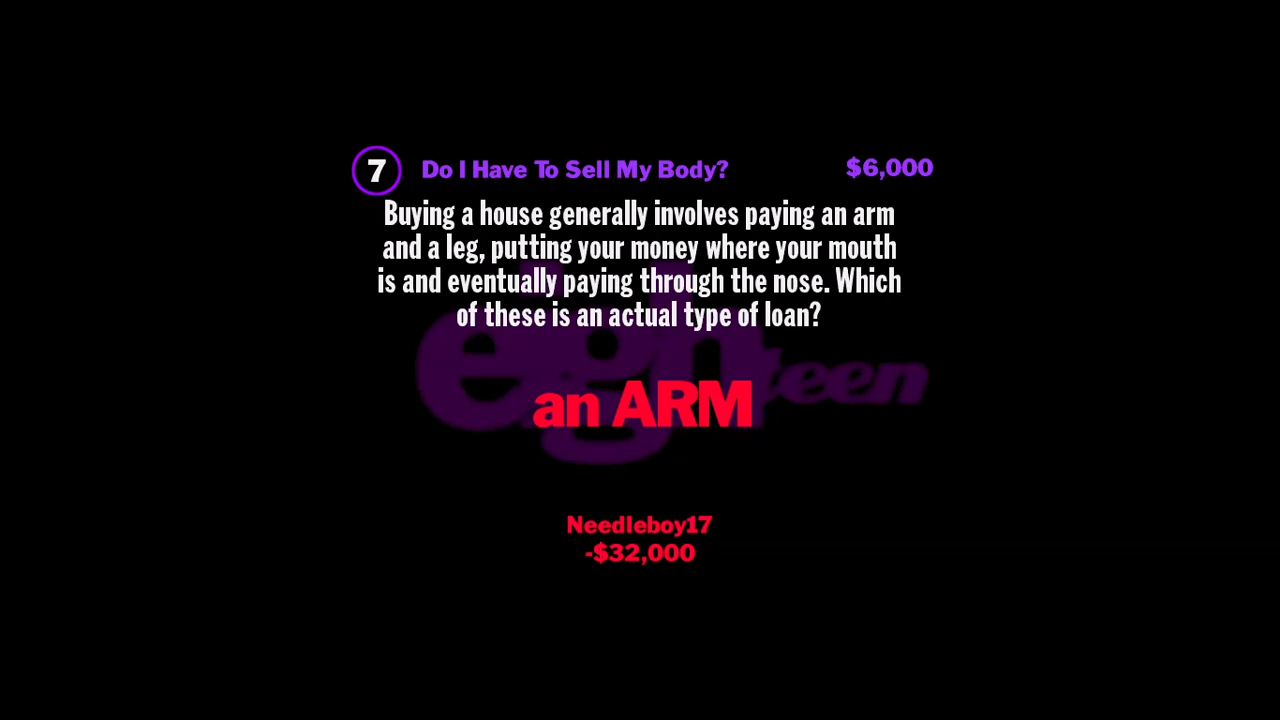 7 Do I Have To Sell My Body? $6,000
Buying a house generally involves paying an arm
and a leg, putting your money where your mouth
is and eventually paying through the nose. Which
of these is an actual type of loan?
eighteen
an ARM
Needleboy17
-$32,000